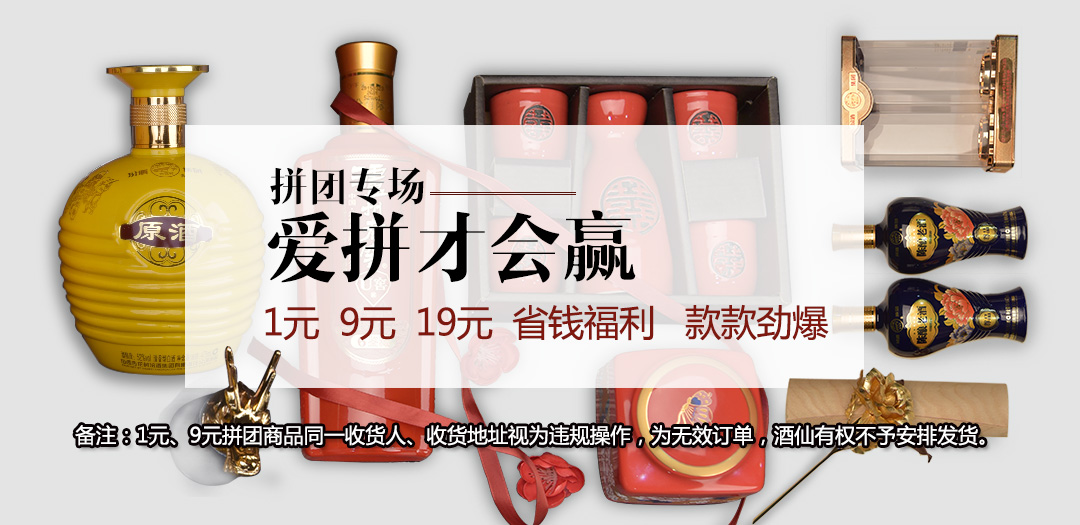 原酒
拼团专场
爱拼才会赢
1元 9元 19元 省钱福利 款款劲爆
备注：1元、9元拼团商品同一收货人、收货地址视为违规操作，为无效订单，酒仙有权不予安排发货。